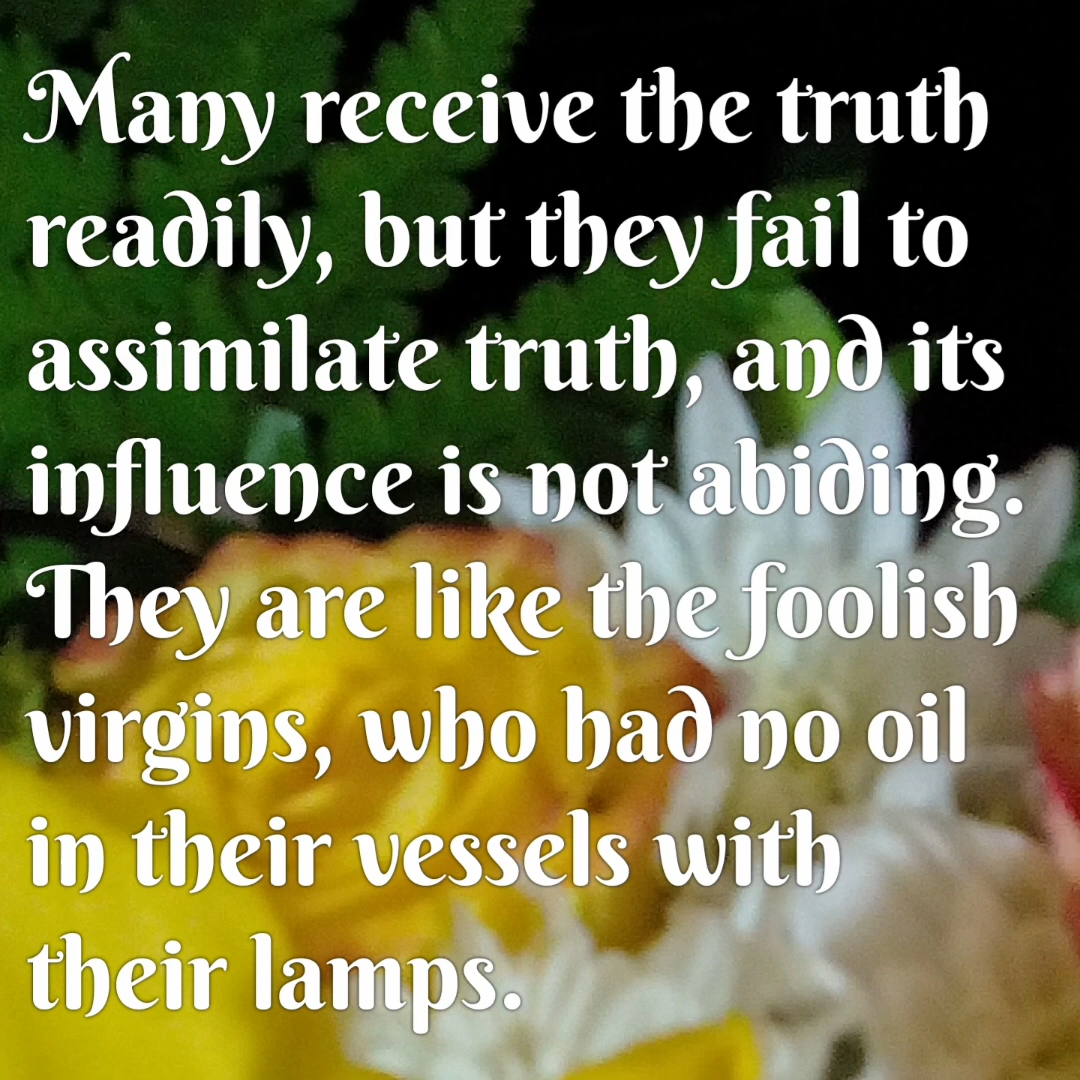 Many receive the truth
readily, but they fail to
assimilate truth, and its
influence is not abiding.
They are like the foolish
virgins, who had no oil
in their vessels with
their lamps.